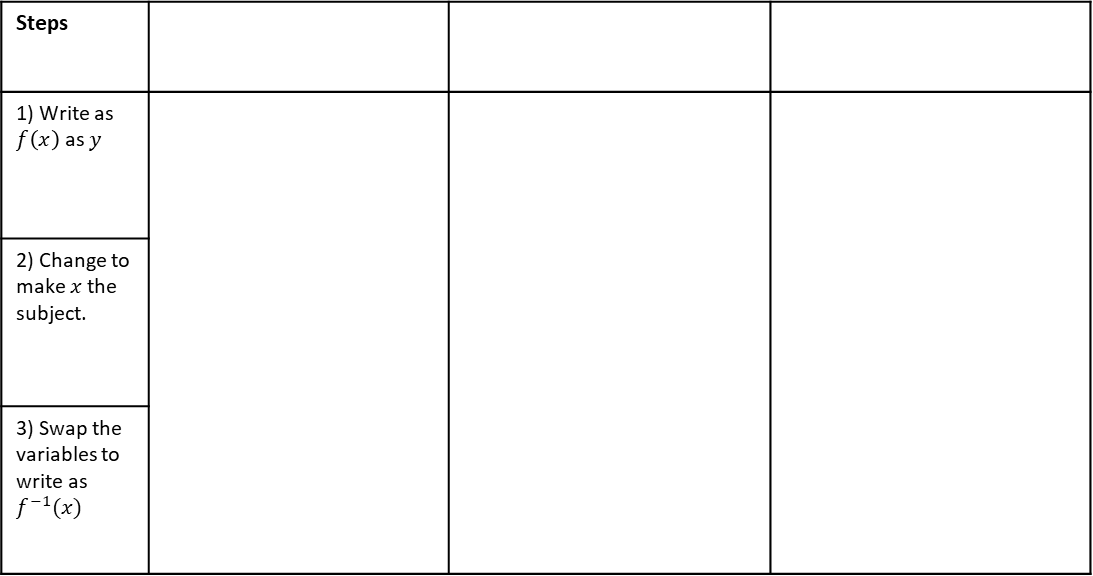 Steps
1) Write as
f(x) as y
2) Change to
make x the
subject.
3) Swap the
variables to
write as
f⁻¹(x)